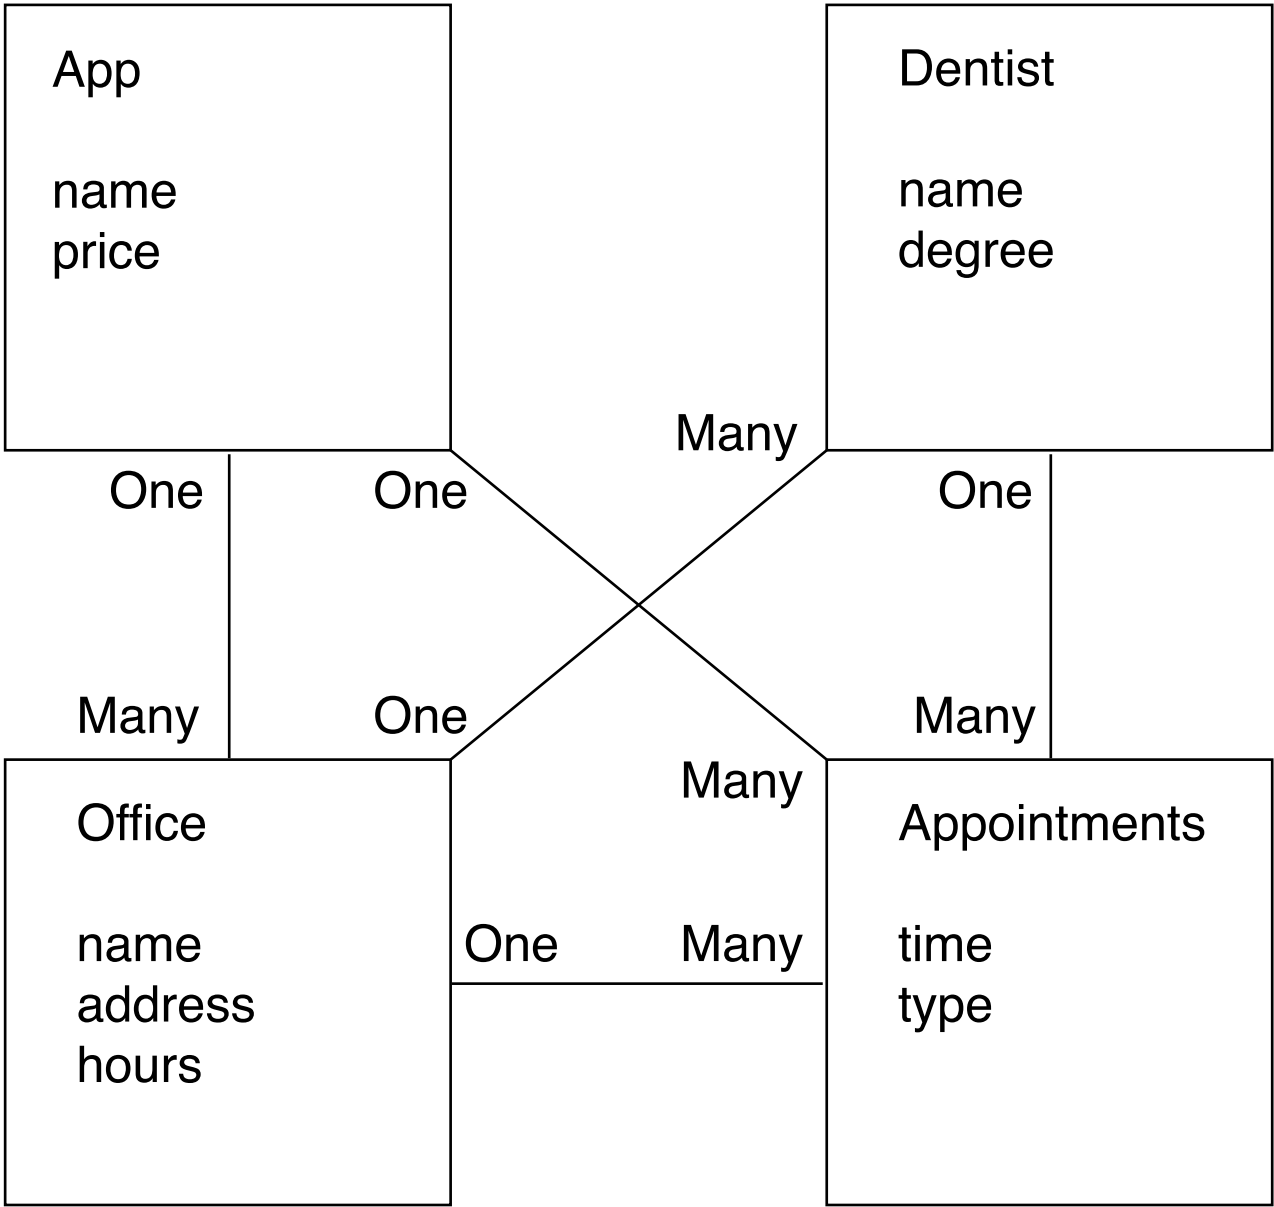 App
name
price
Dentist
name
degree
Many
One
One
One
Many
One
Many
Many
Office
name
address
hours
One
Many
Appointments
time
type